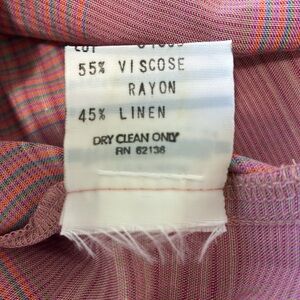 55% VISCOSE
RAYON
45% LINEN
DRY CLEAN ONLY
RN 62138